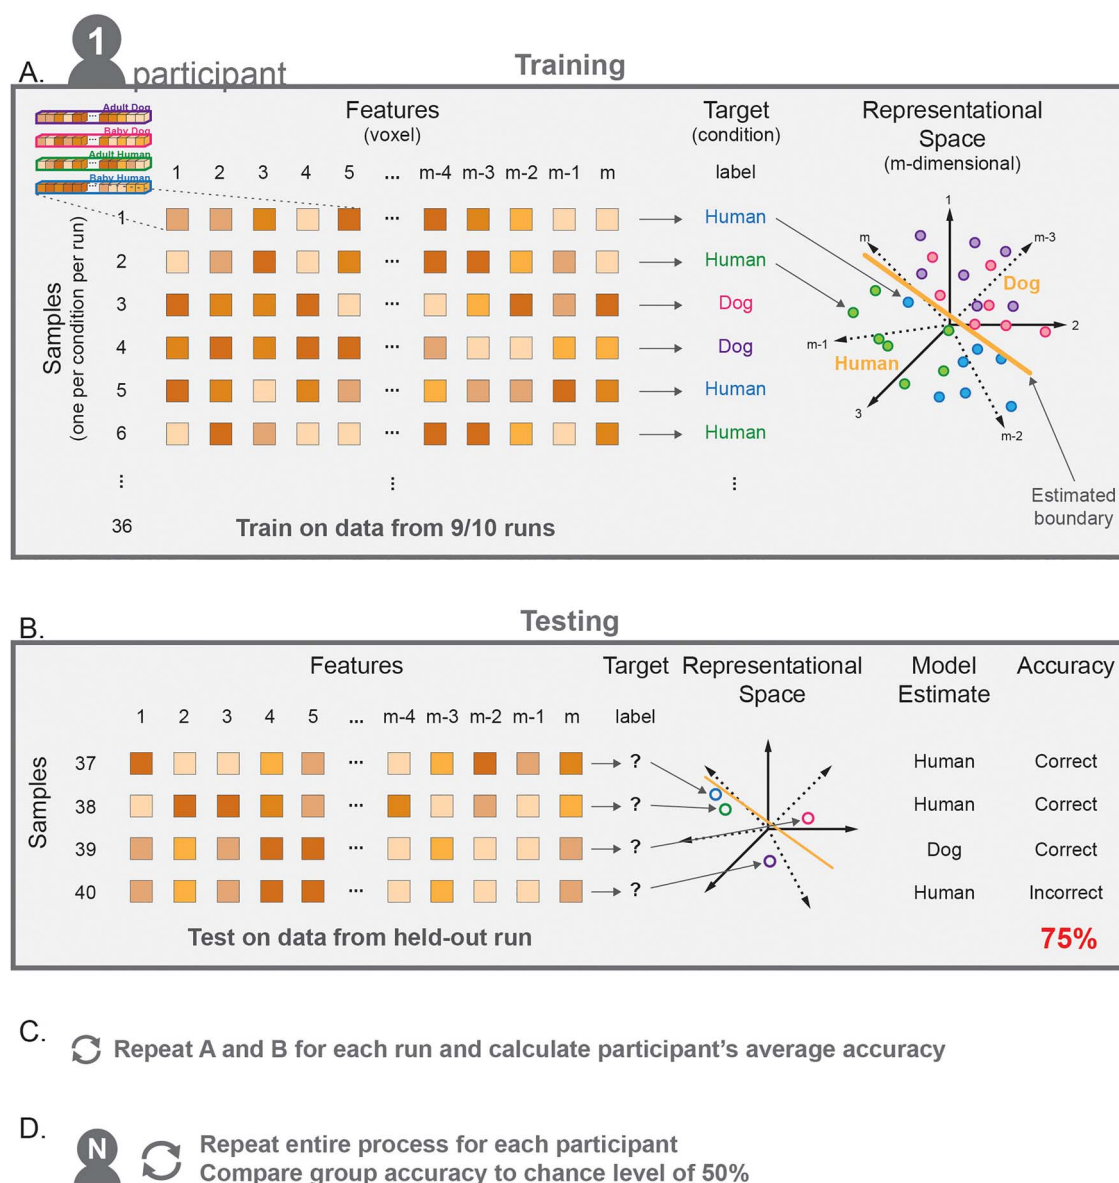 1
participant
A.
Training
Adult Dog
Baby Dog
Adult Human
Baby Human
Features
(voxel)
Target
(condition)
label
Representational
Space
(m-dimensional)
1 2 3 4 5 ... m-4 m-3 m-2 m-1 m
Samples
(one per condition per run)
1 ... Human
2 ... Human
3 ... Dog
4 ... Dog
5 ... Human
6 ... Human
⋮ ⋮ ⋮
36
Train on data from 9/10 runs
1
m
m-3
Dog
2
m-1
Human
3
m-2
Estimated
boundary
B.
Testing
Features
Target
label
Representational
Space
Model
Estimate
Accuracy
1 2 3 4 5 ... m-4 m-3 m-2 m-1 m
Samples
37 ... ? Human Correct
38 ... ? Human Correct
39 ... ? Dog Correct
40 ... ? Human Incorrect
Test on data from held-out run
75%
C.
Repeat A and B for each run and calculate participant's average accuracy
D.
N
Repeat entire process for each participant
Compare group accuracy to chance level of 50%